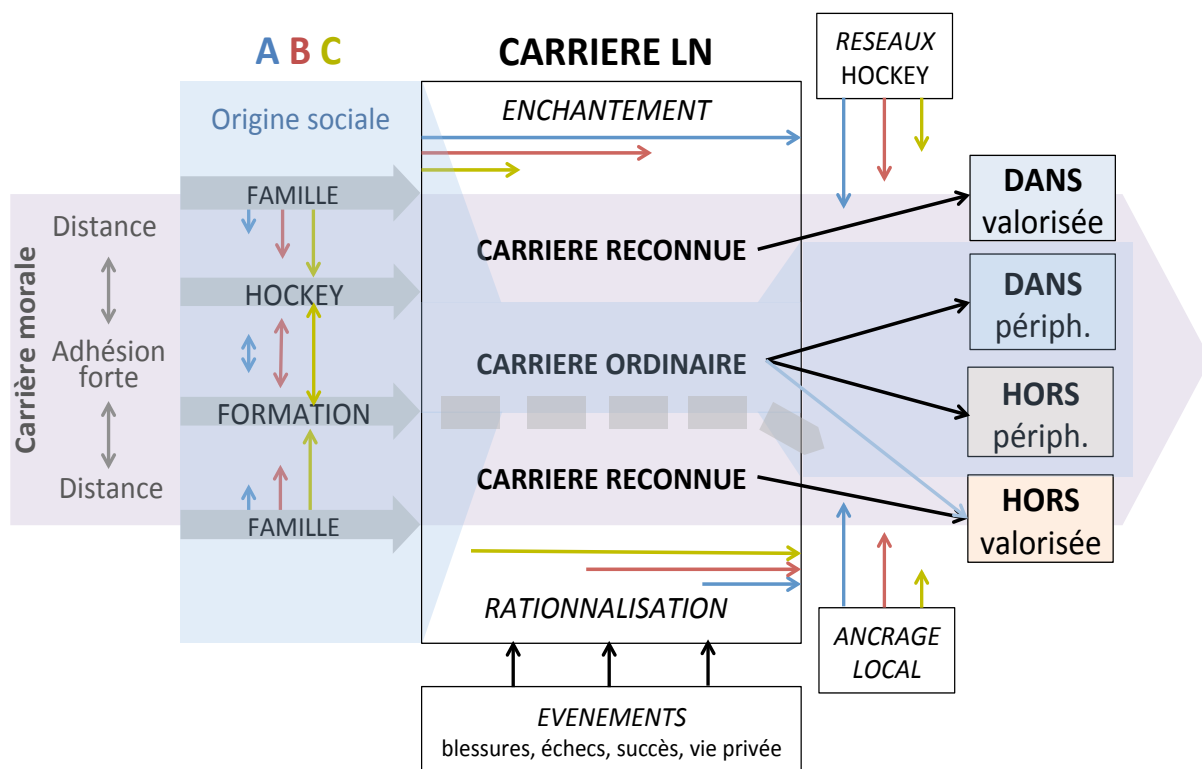 A B C
CARRIERE LN
RESEAUX
HOCKEY
Origine sociale
ENCHANTEMENT
Carrière morale
Distance
Adhésion
forte
Distance
FAMILLE
HOCKEY
FORMATION
FAMILLE
CARRIERE RECONNUE
CARRIERE ORDINAIRE
CARRIERE RECONNUE
RATIONNALISATION
DANS
valorisée
DANS
périph.
HORS
périph.
HORS
valorisée
ANCRAGE
LOCAL
EVENEMENTS
blessures, échecs, succès, vie privée